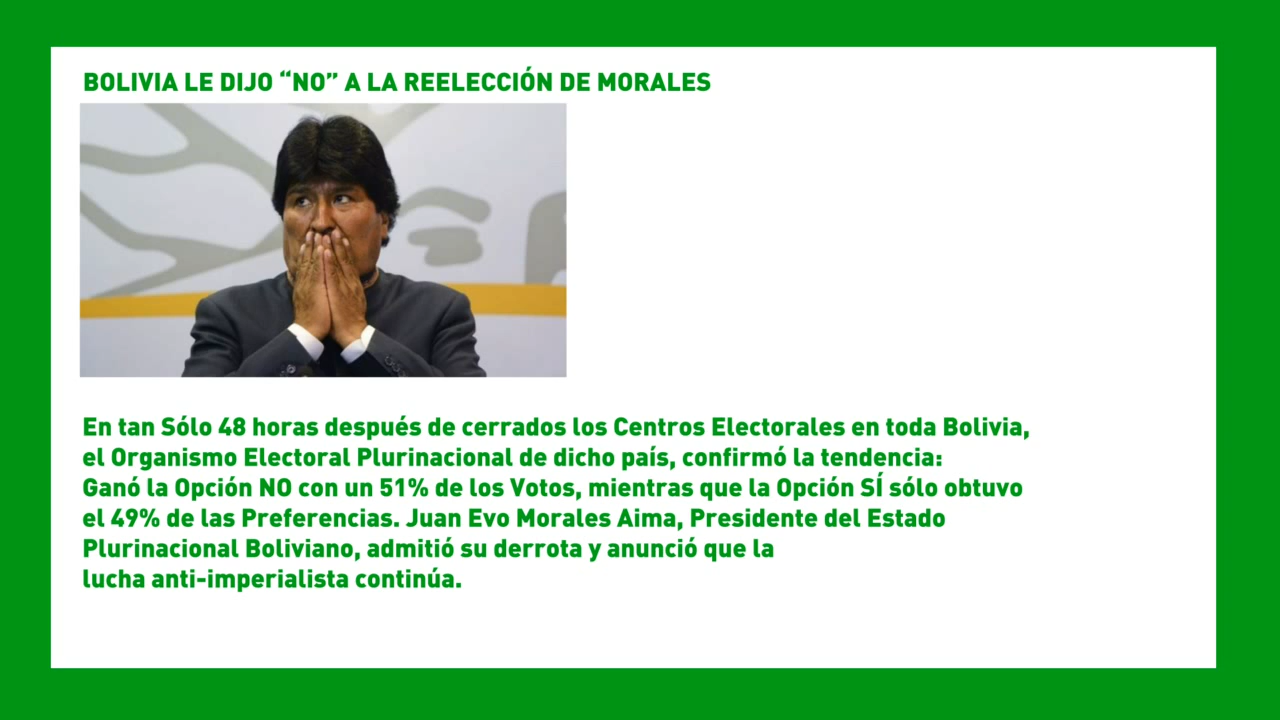 BOLIVIA LE DIJO “NO” A LA REELECCIÓN DE MORALES
En tan Sólo 48 horas después de cerrados los Centros Electorales en toda Bolivia,
el Organismo Electoral Plurinacional de dicho país, confirmó la tendencia:
Ganó la Opción NO con un 51% de los Votos, mientras que la Opción SÍ sólo obtuvo
el 49% de las Preferencias. Juan Evo Morales Aima, Presidente del Estado
Plurinacional Boliviano, admitió su derrota y anunció que la
lucha anti-imperialista continúa.